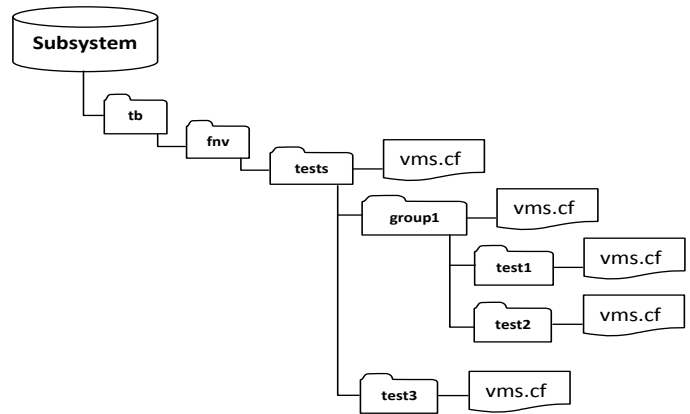 Subsystem
tb
fnv
tests
vms.cf
group1
vms.cf
test1
vms.cf
test2
vms.cf
test3
vms.cf